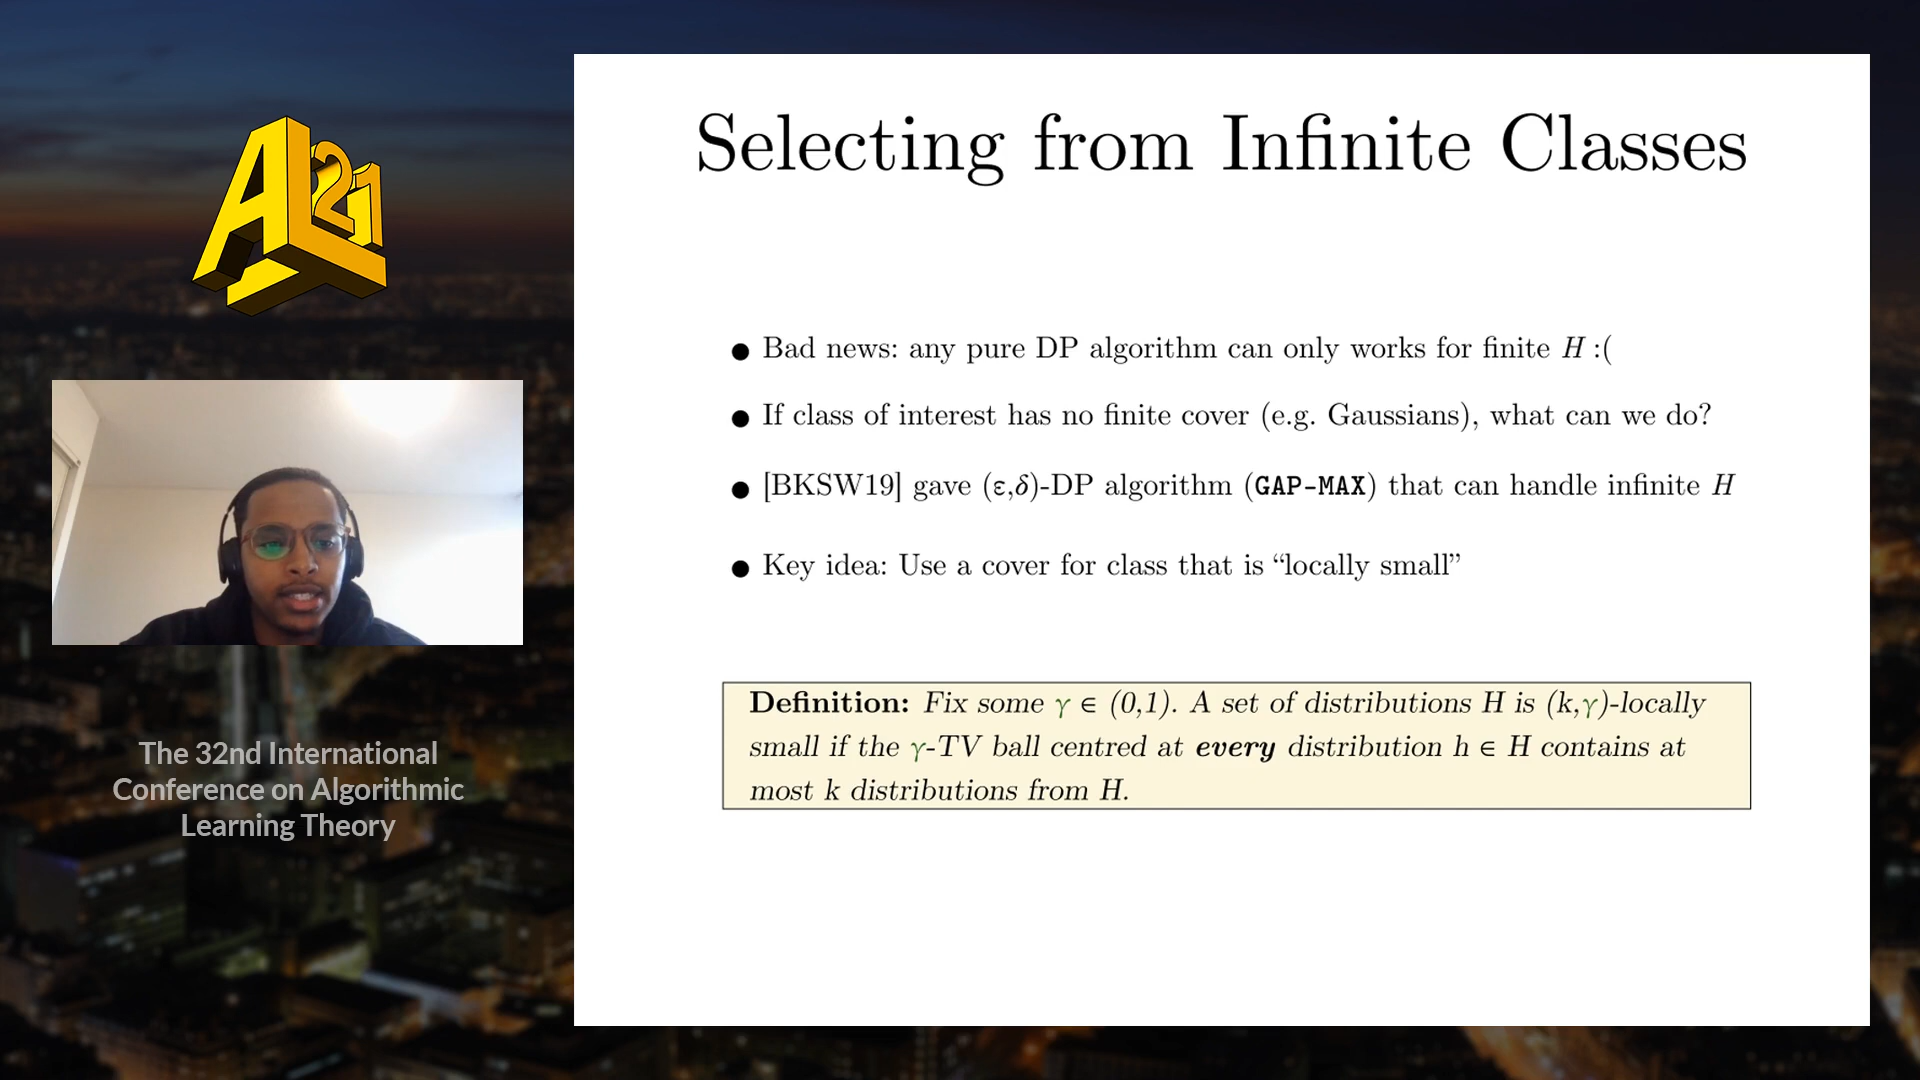 AL
21
T
The 32nd International
Conference on Algorithmic
Learning Theory
Selecting from Infinite Classes
● Bad news: any pure DP algorithm can only works for finite H :(
● If class of interest has no finite cover (e.g. Gaussians), what can we do?
● [BKSW19] gave (ε,δ)-DP algorithm (GAP-MAX) that can handle infinite H
● Key idea: Use a cover for class that is “locally small”
Definition: Fix some γ ∈ (0,1). A set of distributions H is (k,γ)-locally
small if the γ-TV ball centred at every distribution h ∈ H contains at
most k distributions from H.